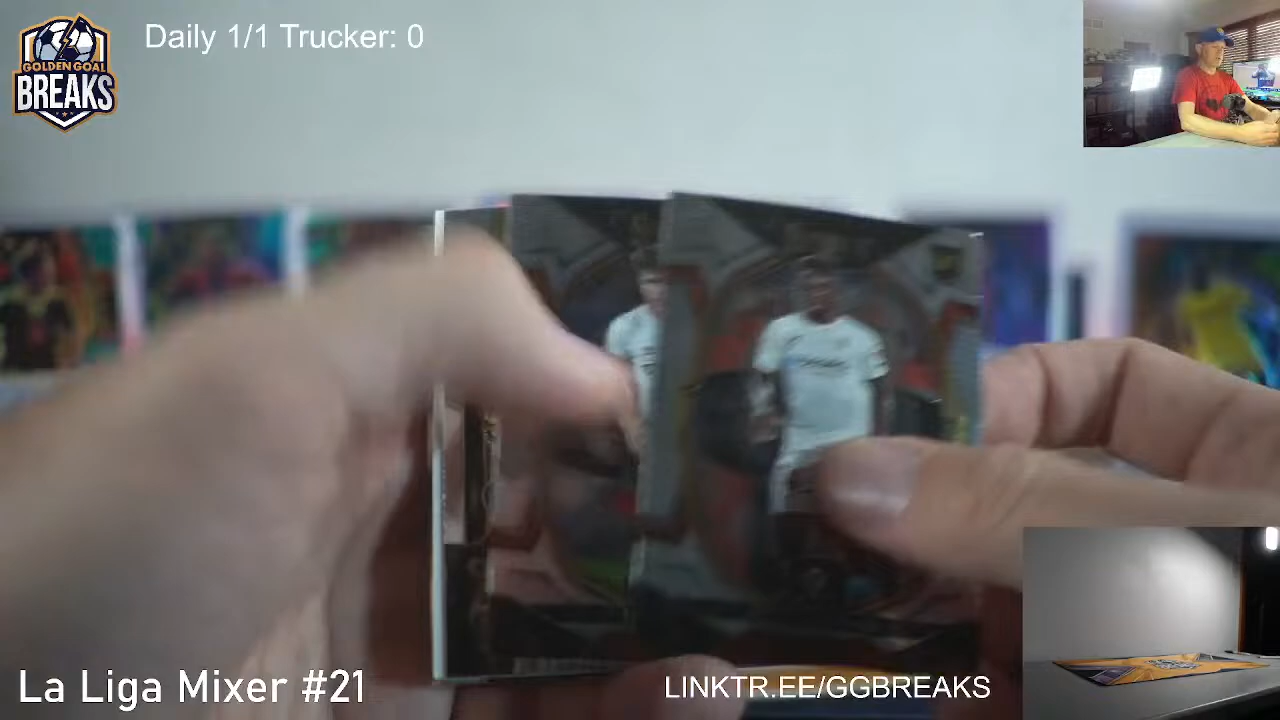 Daily 1/1 Trucker: 0
GOLDEN GOAL
BREAKS
La Liga Mixer #21
LINKTR.EE/GGBREAKS